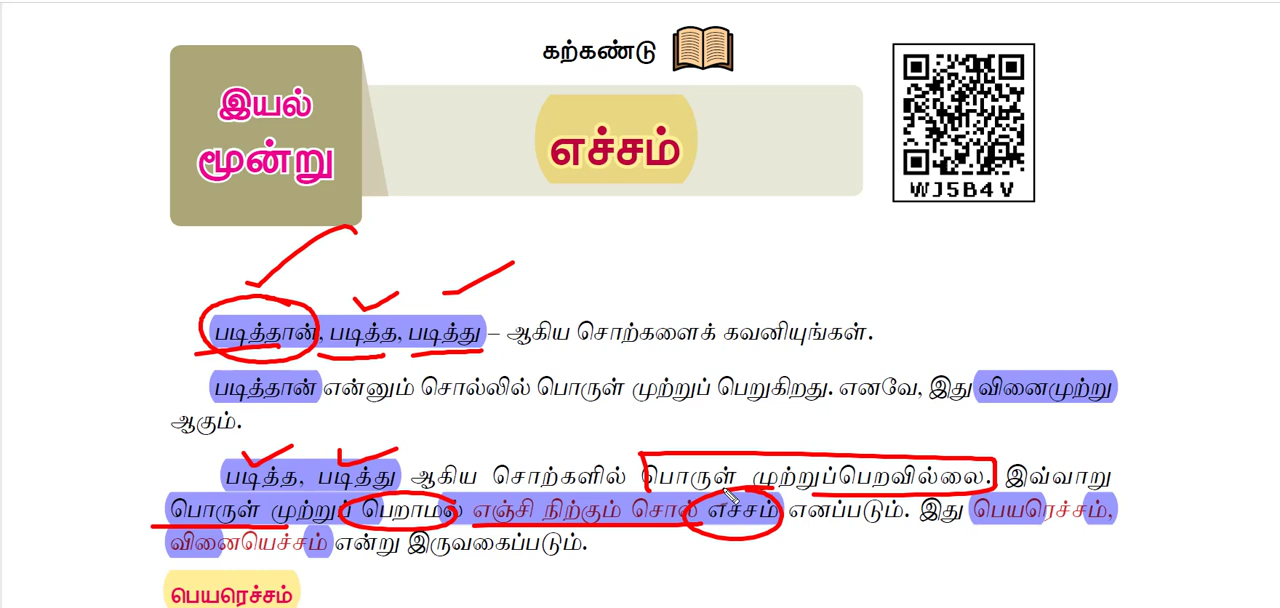 கற்கண்டு
இயல்
மூன்று
எச்சம்
WJ5B4V
படித்தான், படித்த, படித்து – ஆகிய சொற்களைக் கவனியுங்கள்.
படித்தான் என்னும் சொல்லில் பொருள் முற்றுப் பெறுகிறது. எனவே, இது வினைமுற்று
ஆகும்.
படித்த, படித்து ஆகிய சொற்களில் பொருள் முற்றுப்பெறவில்லை. இவ்வாறு
பொருள் முற்றுப் பெறாமல் எஞ்சி நிற்கும் சொல் எச்சம் எனப்படும். இது பெயரெச்சம்,
வினையெச்சம் என்று இருவகைப்படும்.
பெயரெச்சம்